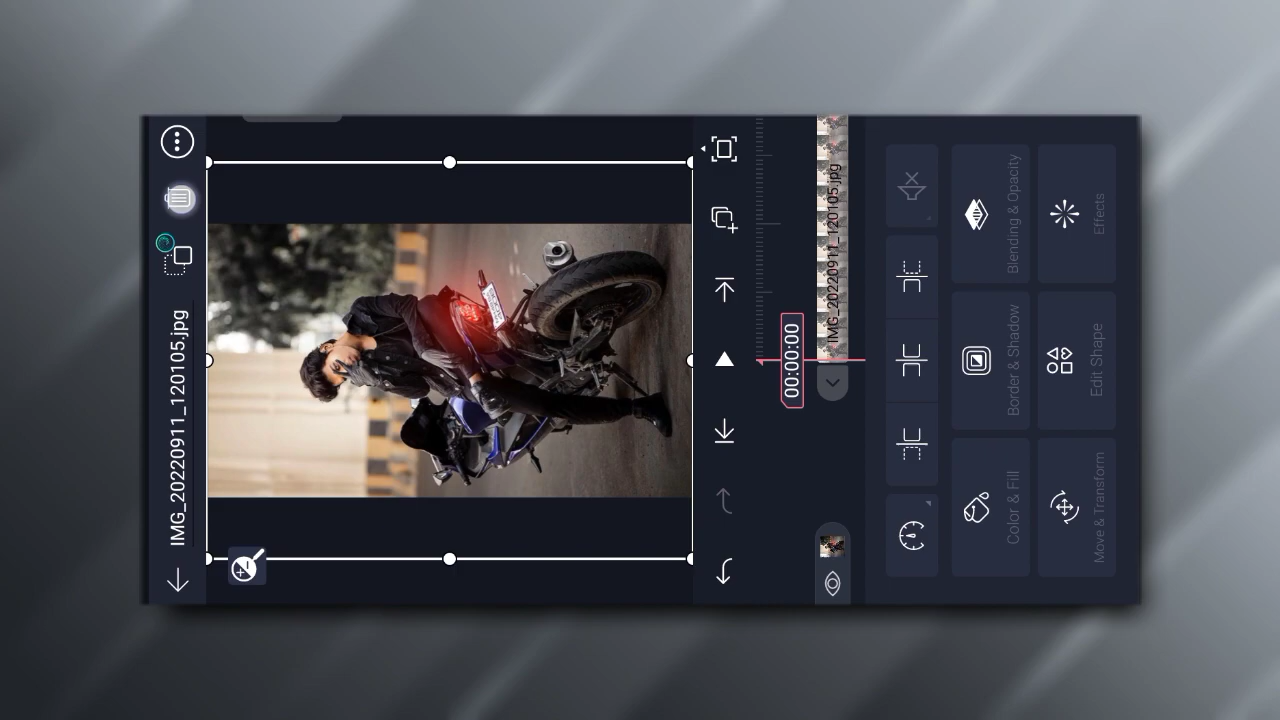 IMG_20220911_120105.jpg
00:00:00
IMG_20220911_120105.jpg
Color & Fill
Border & Shadow
Blending & Opacity
Move & Transform
Edit Shape
Effects